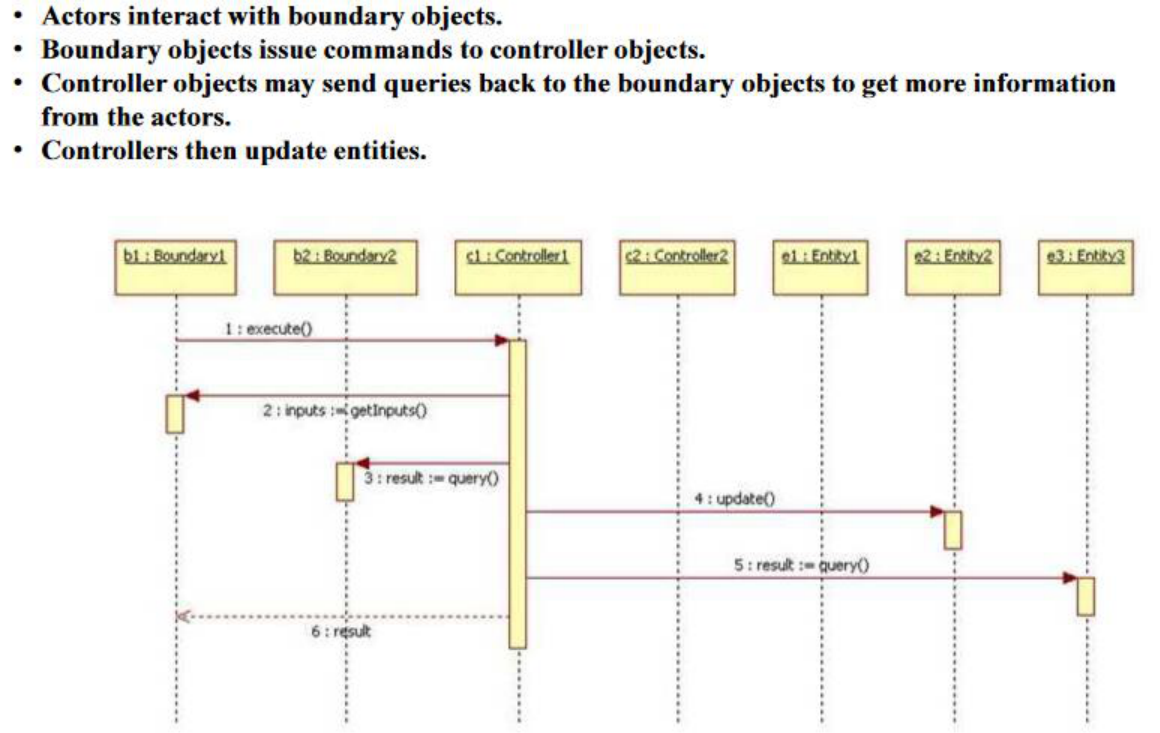 • Actors interact with boundary objects.
• Boundary objects issue commands to controller objects.
• Controller objects may send queries back to the boundary objects to get more information
from the actors.
• Controllers then update entities.
b1 : Boundary1
b2 : Boundary2
c1 : Controller1
c2 : Controller2
e1 : Entity1
e2 : Entity2
e3 : Entity3
1 : execute()
2 : inputs := getInputs()
3 : result := query()
4 : update()
5 : result := query()
6 : result